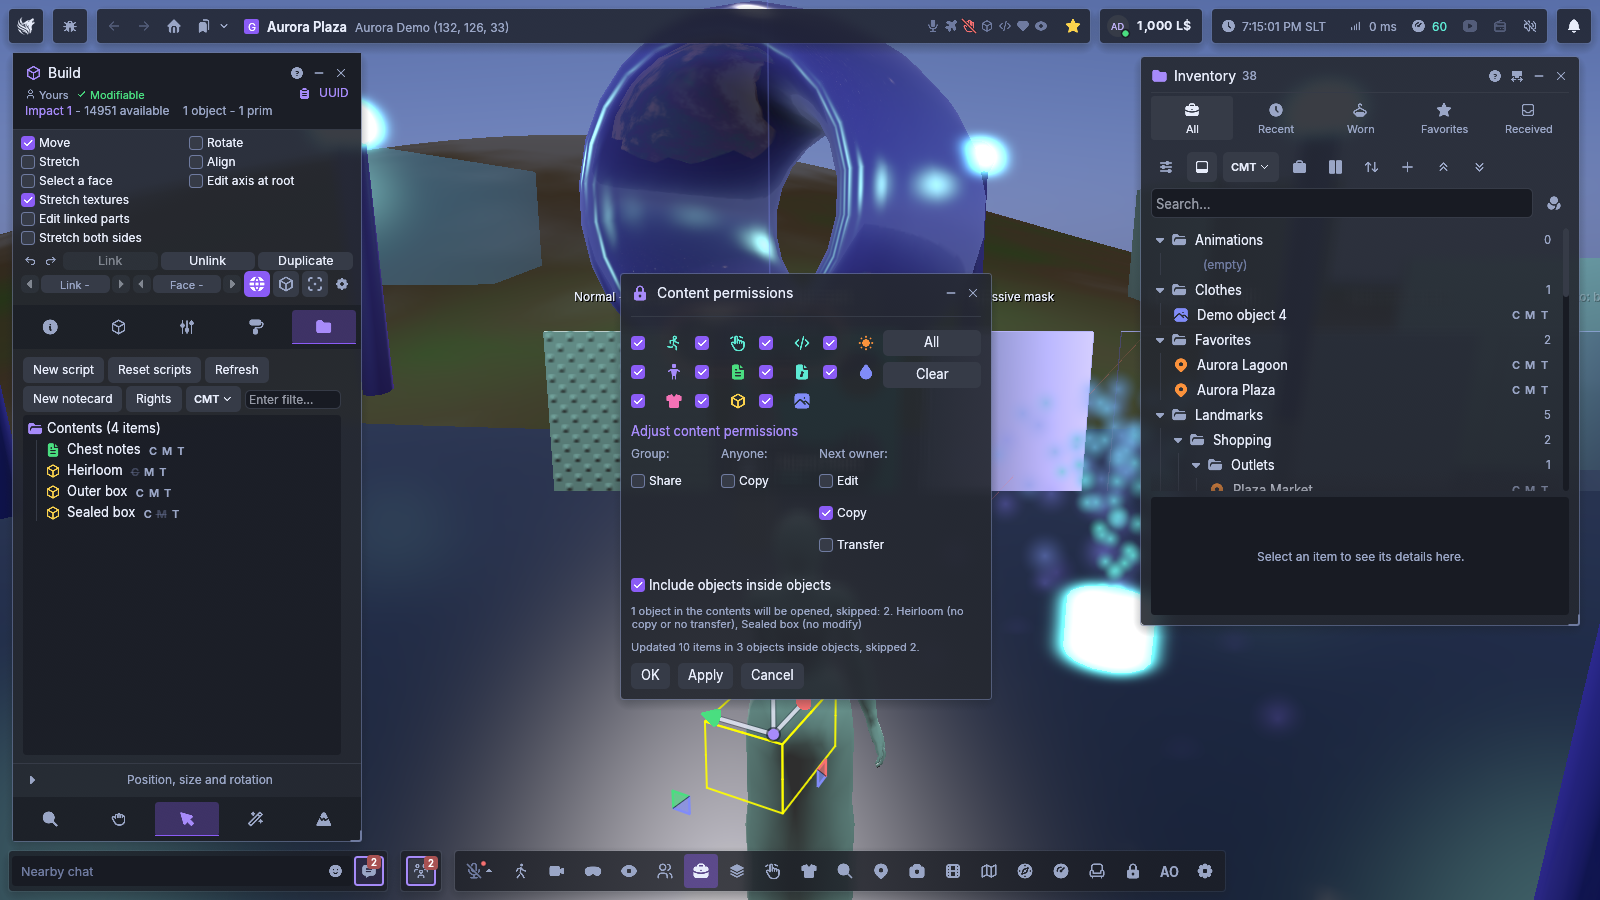 Aurora Plaza Aurora Demo (132, 126, 33)
AD 1,000 L$
7:15:01 PM SLT 0 ms 60
Build
Yours Modifiable
UUID
Impact 1 - 14951 available 1 object - 1 prim
Move Rotate
Stretch Align
Select a face Edit axis at root
Stretch textures
Edit linked parts
Stretch both sides
Link Unlink Duplicate
Link - Face -
New script Reset scripts Refresh
New notecard Rights CMT Enter filte...
Contents (4 items)
Chest notes C M T
Heirloom C M T
Outer box C M T
Sealed box C M T
Position, size and rotation
Nearby chat
2
2
Normal
ssive mask
Content permissions
All
Clear
Adjust content permissions
Group: Anyone: Next owner:
Share Copy Edit
Copy
Transfer
Include objects inside objects
1 object in the contents will be opened, skipped: 2. Heirloom (no
copy or no transfer), Sealed box (no modify)
Updated 10 items in 3 objects inside objects, skipped 2.
OK Apply Cancel
Inventory 38
All Recent Worn Favorites Received
CMT
Search...
Animations 0
(empty)
Clothes 1
Demo object 4 C M T
Favorites 2
Aurora Lagoon C M T
Aurora Plaza C M T
Landmarks 5
Shopping 2
Outlets 1
Plaza Market C M T
Select an item to see its details here.
AO